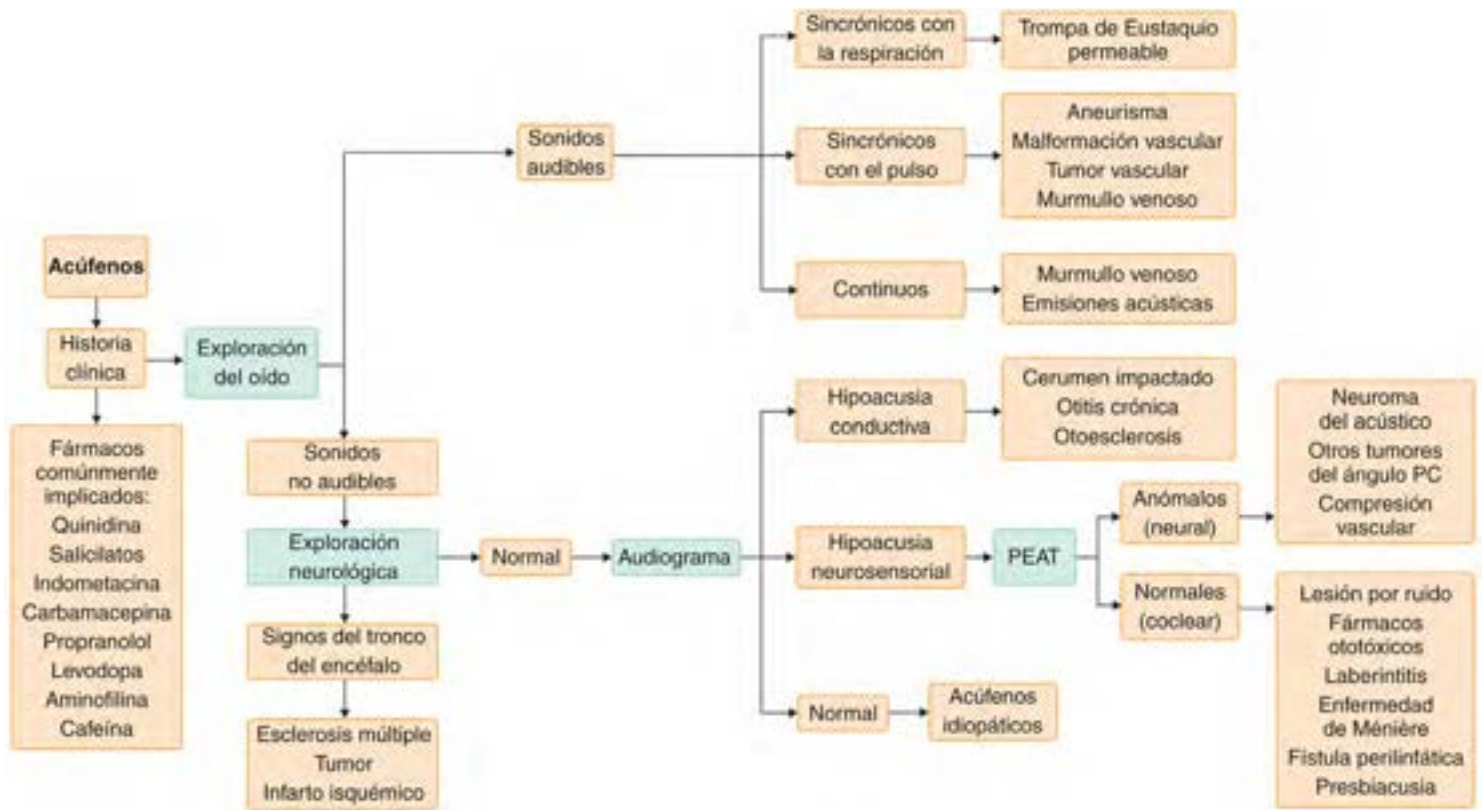 Acúfenos
Historia
clínica
Fármacos
comúnmente
implicados:
Quinidina
Salicilatos
Indometacina
Carbamacepina
Propranolol
Levodopa
Aminofilina
Cafeína
Exploración
del oído
Sonidos
audibles
Sincrónicos con
la respiración
Trompa de Eustaquio
permeable
Sincrónicos
con el pulso
Aneurisma
Malformación vascular
Tumor vascular
Murmullo venoso
Continuos
Murmullo venoso
Emisiones acústicas
Sonidos
no audibles
Exploración
neurológica
Signos del tronco
del encéfalo
Esclerosis múltiple
Tumor
Infarto isquémico
Normal
Audiograma
Hipoacusia
conductiva
Cerumen impactado
Otitis crónica
Otoesclerosis
Hipoacusia
neurosensorial
PEAT
Anómalos
(neural)
Neuroma
del acústico
Otros tumores
del ángulo PC
Compresión
vascular
Normales
(coclear)
Lesión por ruido
Fármacos
ototóxicos
Laberintitis
Enfermedad
de Ménière
Fístula perilinfática
Presbiacusia
Normal
Acúfenos
idiopáticos